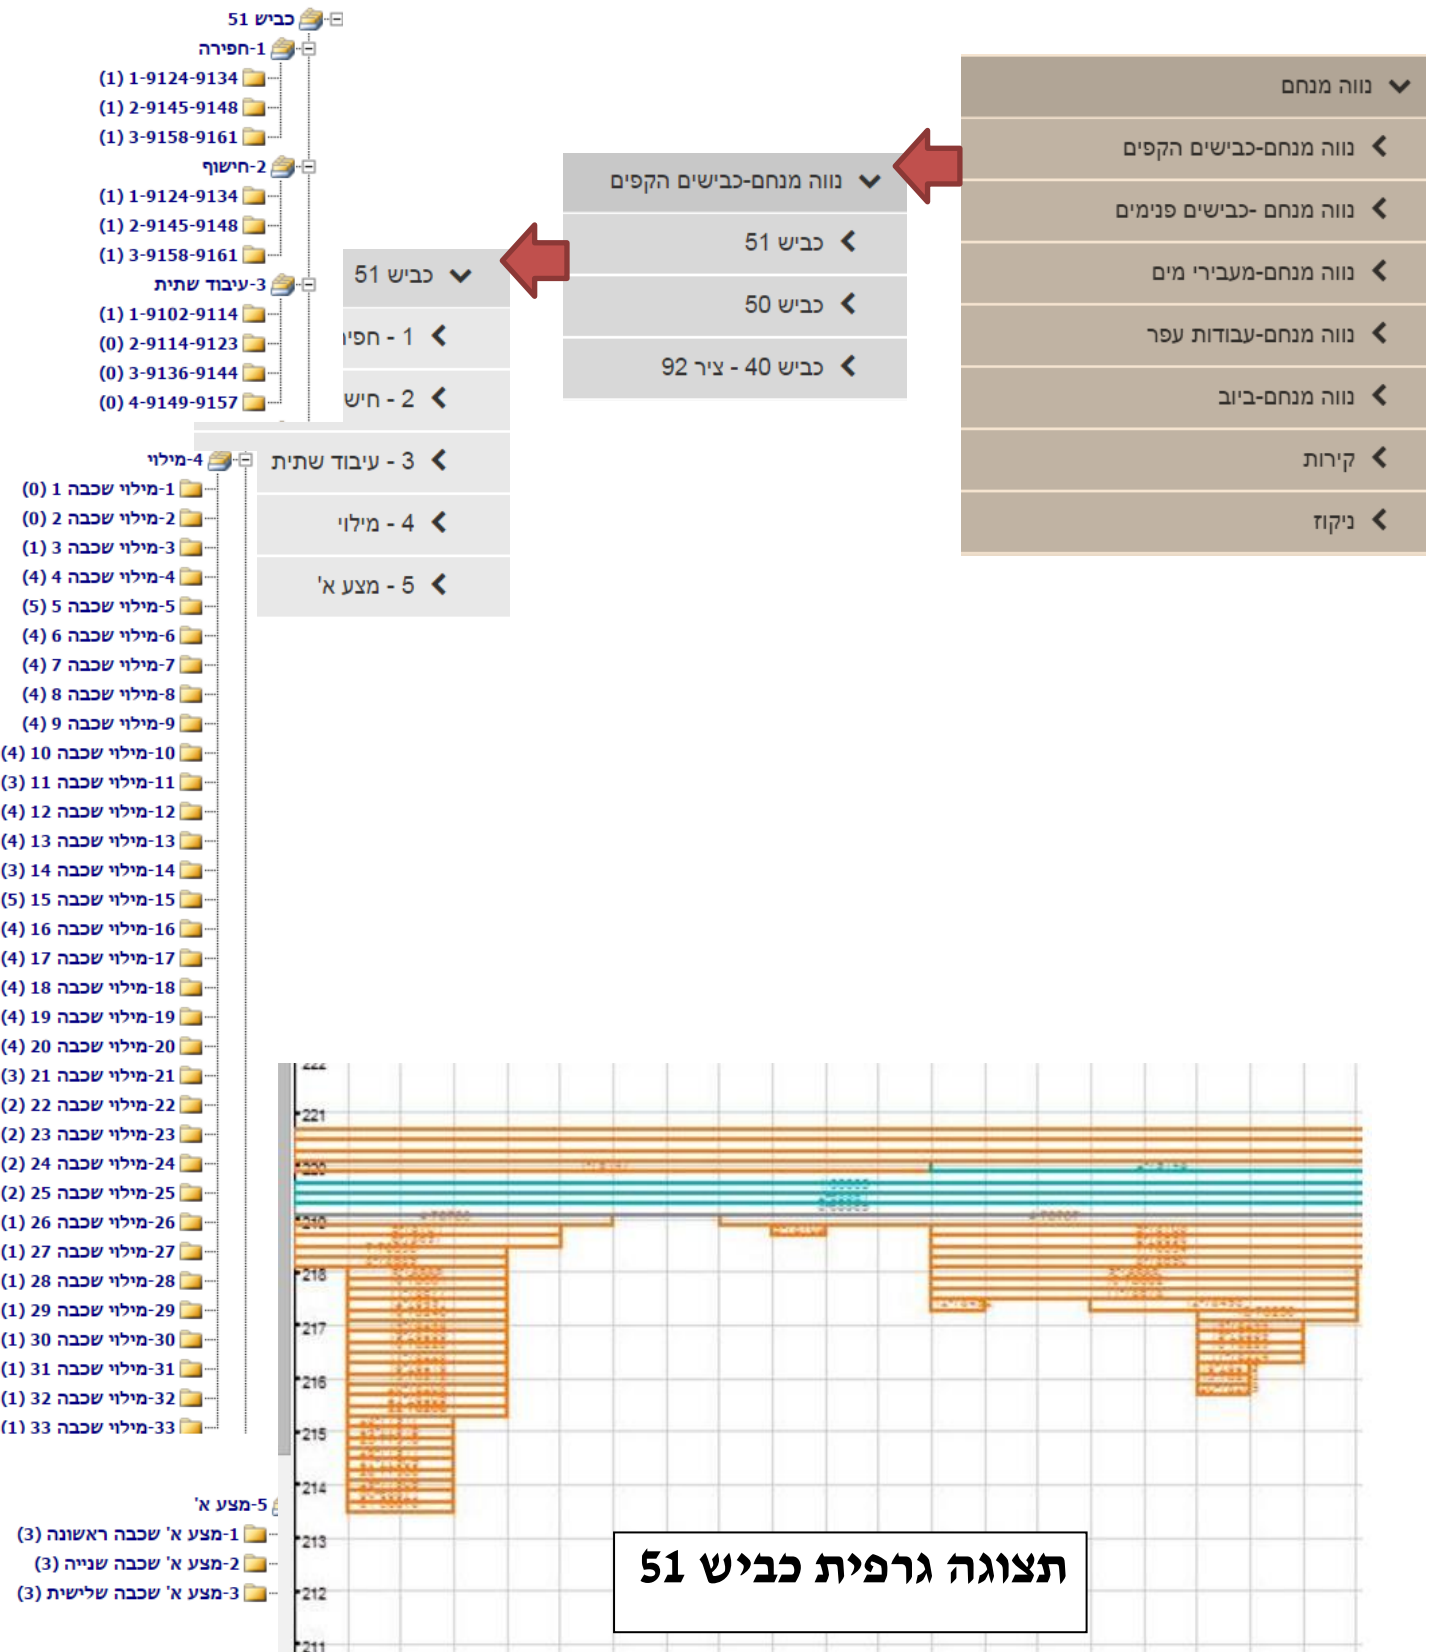 נווה מנחם
נווה מנחם-כבישים הקפים
נווה מנחם -כבישים פנימים
נווה מנחם-מעבירי מים
נווה מנחם-עבודות עפר
נווה מנחם-ביוב
קירות
ניקוז
נווה מנחם-כבישים הקפים
כביש 51
כביש 50
כביש 40 - ציר 92
כביש 51
1 - חפיר
2 - חיש
3 - עיבוד שתית
4 - מילוי
5 - מצע א'
כביש 51
1-חפירה
1-9124-9134 (1)
2-9145-9148 (1)
3-9158-9161 (1)
2-חישוף
1-9124-9134 (1)
2-9145-9148 (1)
3-9158-9161 (1)
3-עיבוד שתית
1-9102-9114 (1)
2-9114-9123 (0)
3-9136-9144 (0)
4-9149-9157 (0)
4-מילוי
1-מילוי שכבה 1 (0)
2-מילוי שכבה 2 (0)
3-מילוי שכבה 3 (1)
4-מילוי שכבה 4 (4)
5-מילוי שכבה 5 (5)
6-מילוי שכבה 6 (4)
7-מילוי שכבה 7 (4)
8-מילוי שכבה 8 (4)
9-מילוי שכבה 9 (4)
10-מילוי שכבה 10 (4)
11-מילוי שכבה 11 (3)
12-מילוי שכבה 12 (4)
13-מילוי שכבה 13 (4)
14-מילוי שכבה 14 (3)
15-מילוי שכבה 15 (5)
16-מילוי שכבה 16 (4)
17-מילוי שכבה 17 (4)
18-מילוי שכבה 18 (4)
19-מילוי שכבה 19 (4)
20-מילוי שכבה 20 (4)
21-מילוי שכבה 21 (3)
22-מילוי שכבה 22 (2)
23-מילוי שכבה 23 (2)
24-מילוי שכבה 24 (2)
25-מילוי שכבה 25 (2)
26-מילוי שכבה 26 (1)
27-מילוי שכבה 27 (1)
28-מילוי שכבה 28 (1)
29-מילוי שכבה 29 (1)
30-מילוי שכבה 30 (1)
31-מילוי שכבה 31 (1)
32-מילוי שכבה 32 (1)
33-מילוי שכבה 33 (1)
5-מצע א'
1-מצע א' שכבה ראשונה (3)
2-מצע א' שכבה שנייה (3)
3-מצע א' שכבה שלישית (3)
222
221
220
219
218
217
216
215
214
213
212
211
תצוגה גרפית כביש 51